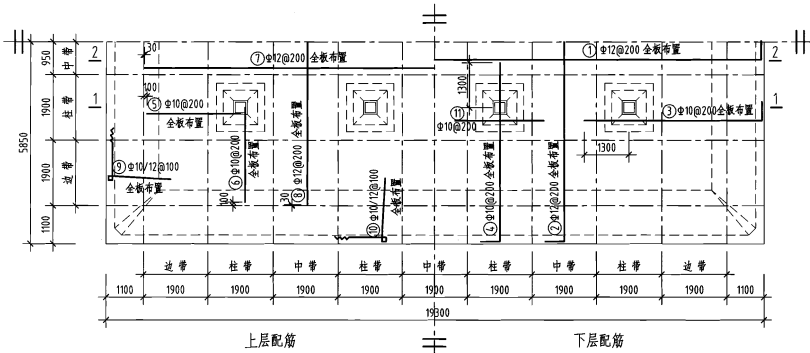 ⑦Φ12@200 全板布置
①Φ12@200 全板布置
30
2
2
950
中带
1300
100
⑤Φ10@200
全板布置
⑪
Φ10@200
③Φ10@200全板布置
1
1
1900
柱带
5850
⑨Φ10/12@100
全板布置
⑥Φ10@200
全板布置
⑧Φ12@200 全板布置
⑩Φ10/12@100
全板布置
④Φ10@200 全板布置
②Φ12@200 全板布置
1300
1900
边带
100
30
1100
边带 柱带 中带 柱带 中带 柱带 中带 柱带 边带
1100 1900 1900 1900 1900 1900 1900 1900 1900 1900 1100
19300
上层配筋 下层配筋